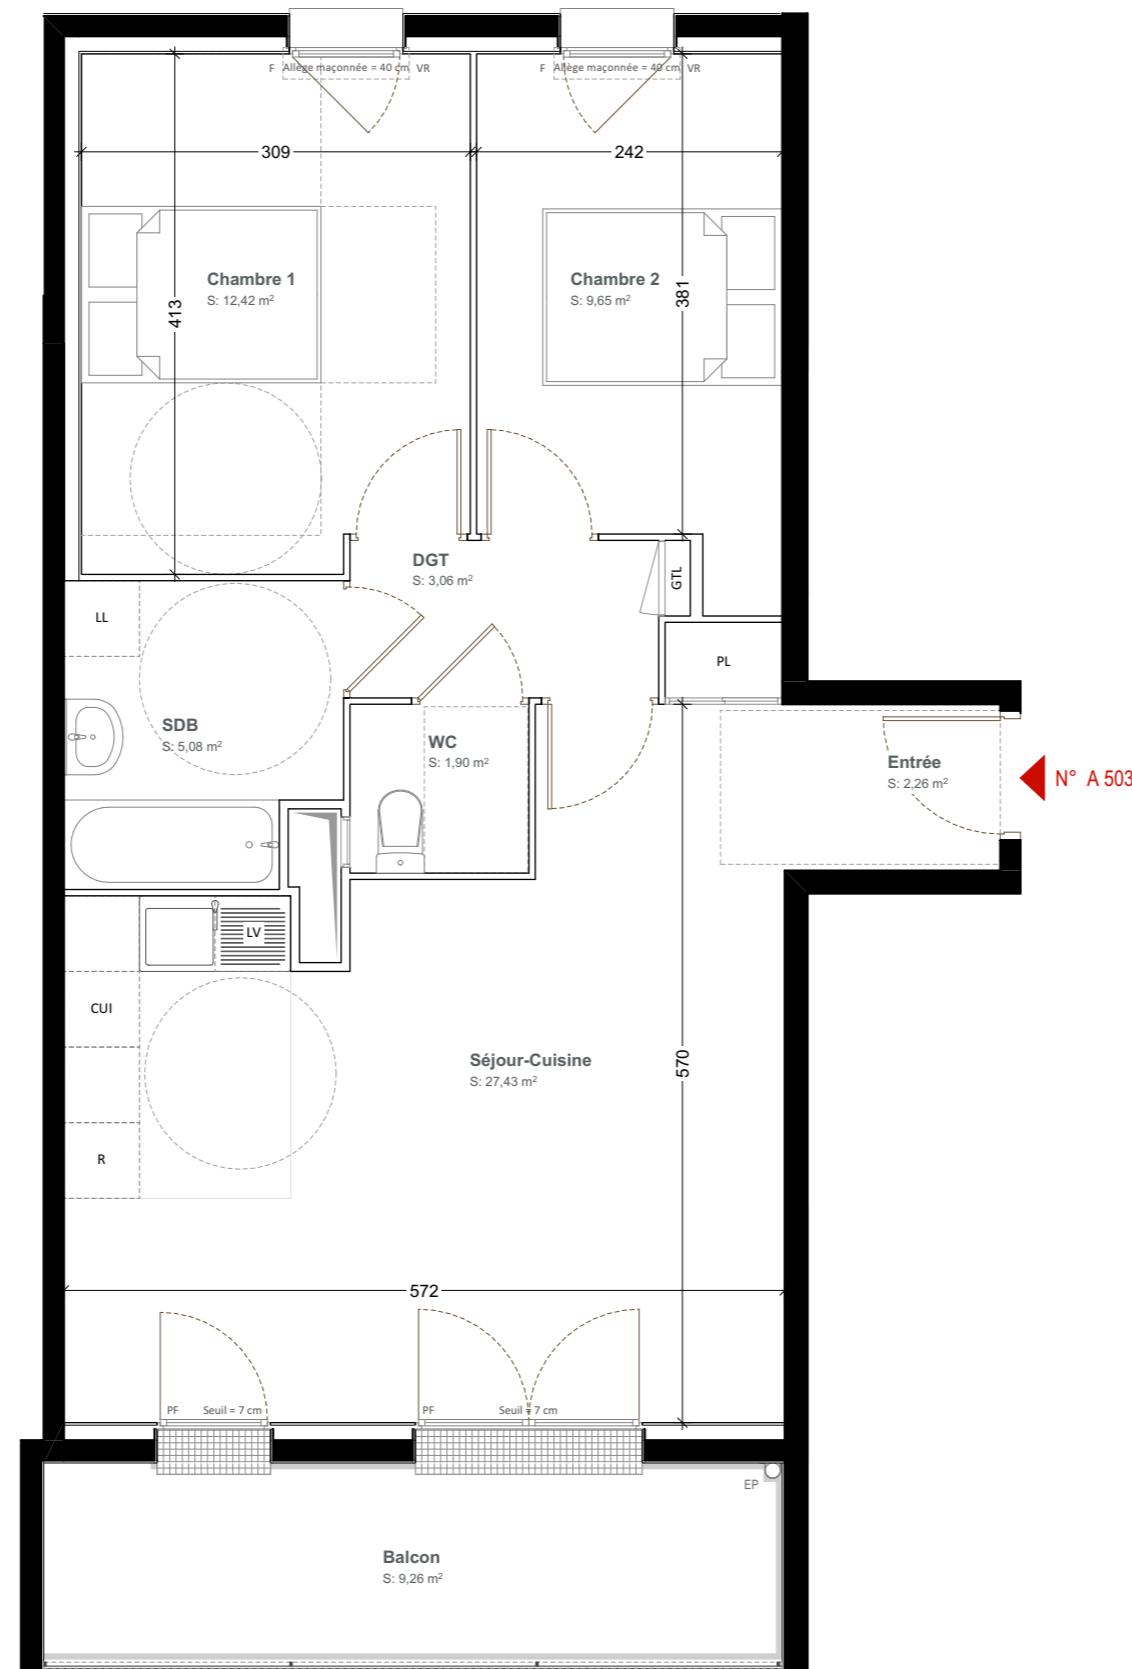 F Allège maçonnée = 40 cm VR
F Allège maçonnée = 40 cm VR
309
242
Chambre 1
S: 12,42 m²
413
Chambre 2
S: 9,65 m²
381
DGT
S: 3,06 m²
GTL
LL
PL
SDB
S: 5,08 m²
WC
S: 1,90 m²
Entrée
S: 2,26 m²
N° A 503
LV
CUI
Séjour-Cuisine
S: 27,43 m²
570
R
572
PF Seuil = 7 cm
PF Seuil = 7 cm
EP
Balcon
S: 9,26 m²